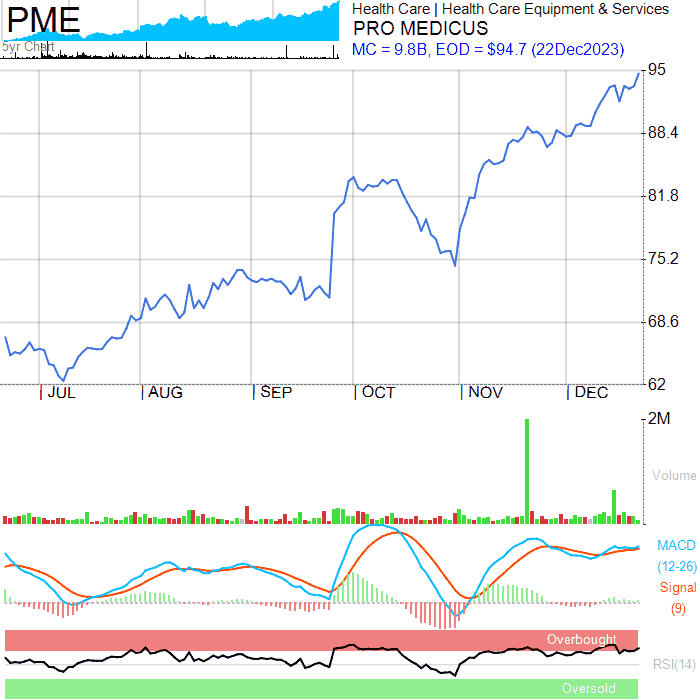 PME
5yr Chart
Health Care | Health Care Equipment & Services
PRO MEDICUS
MC = 9.8B, EOD = $94.7 (22Dec2023)
95
88.4
81.8
75.2
68.6
62
| JUL | AUG | SEP | OCT | NOV | DEC
2M
Volume
MACD
(12-26)
Signal
(9)
Overbought
RSI(14)
Oversold